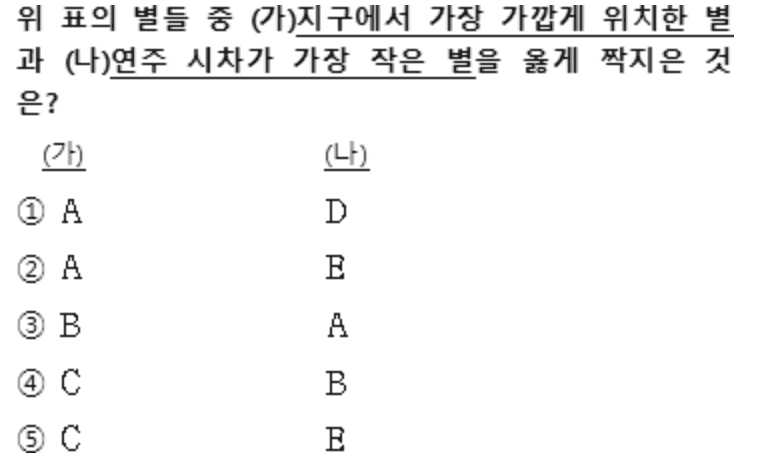 위 표의 별들 중 (가)지구에서 가장 가깝게 위치한 별
과 (나)연주 시차가 가장 작은 별을 옳게 짝지은 것
은?
(가) (나)
① A D
② A E
③ B A
④ C B
⑤ C E